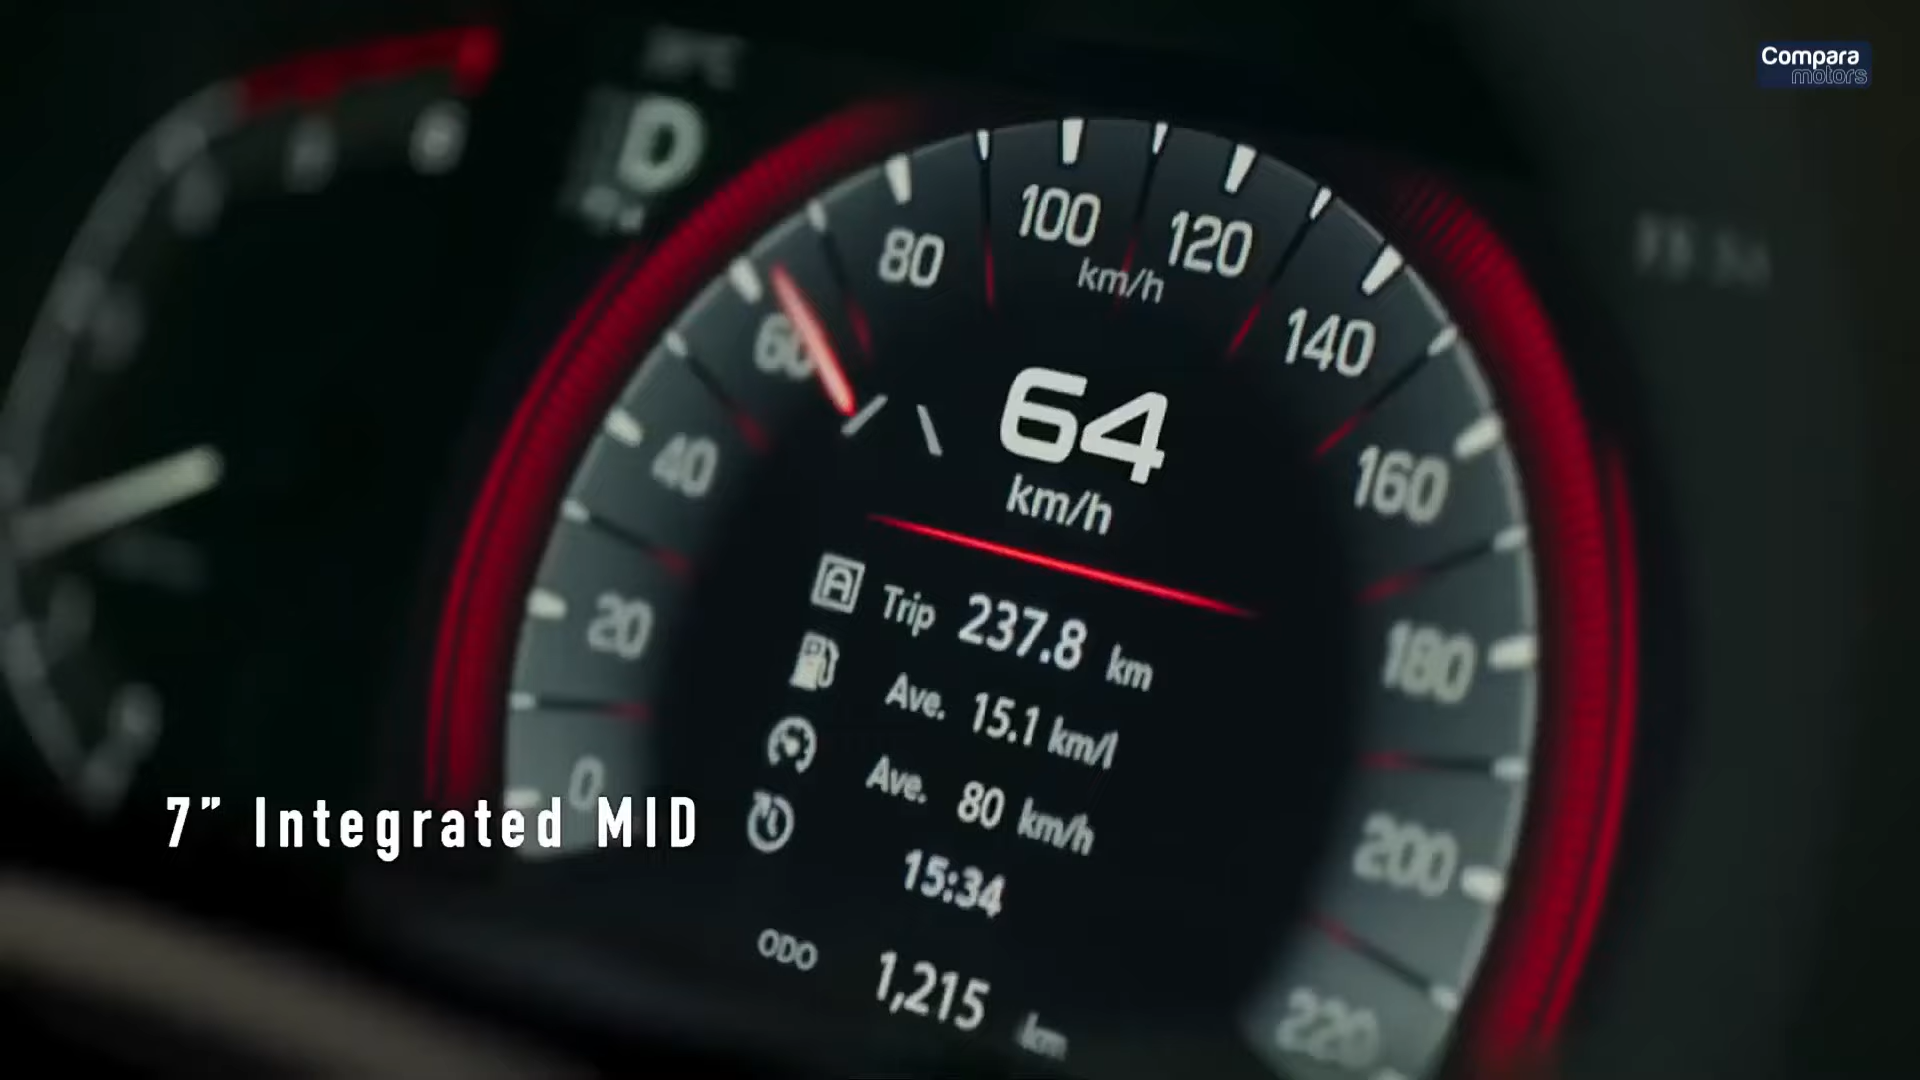 Compara
motors
D
0
20
40
60
80
100
120
140
160
180
200
220
km/h
64
km/h
A Trip 237.8 km
Ave. 15.1 km/l
Ave. 80 km/h
15:34
ODO 1,215 km
7” Integrated MID